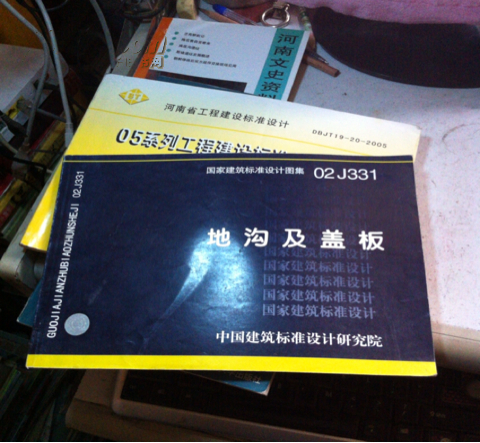 河南文史资料
河南省工程建设标准设计
DBJT19-20-2005
05系列工程建设标准
国家建筑标准设计图集 02J331
地沟及盖板
国家建筑标准设计
国家建筑标准设计
国家建筑标准设计
国家建筑标准设计
国家建筑标准设计
中国建筑标准设计研究院
GUOJIAJIANZHUBIAOZHUNSHEJI 02J331